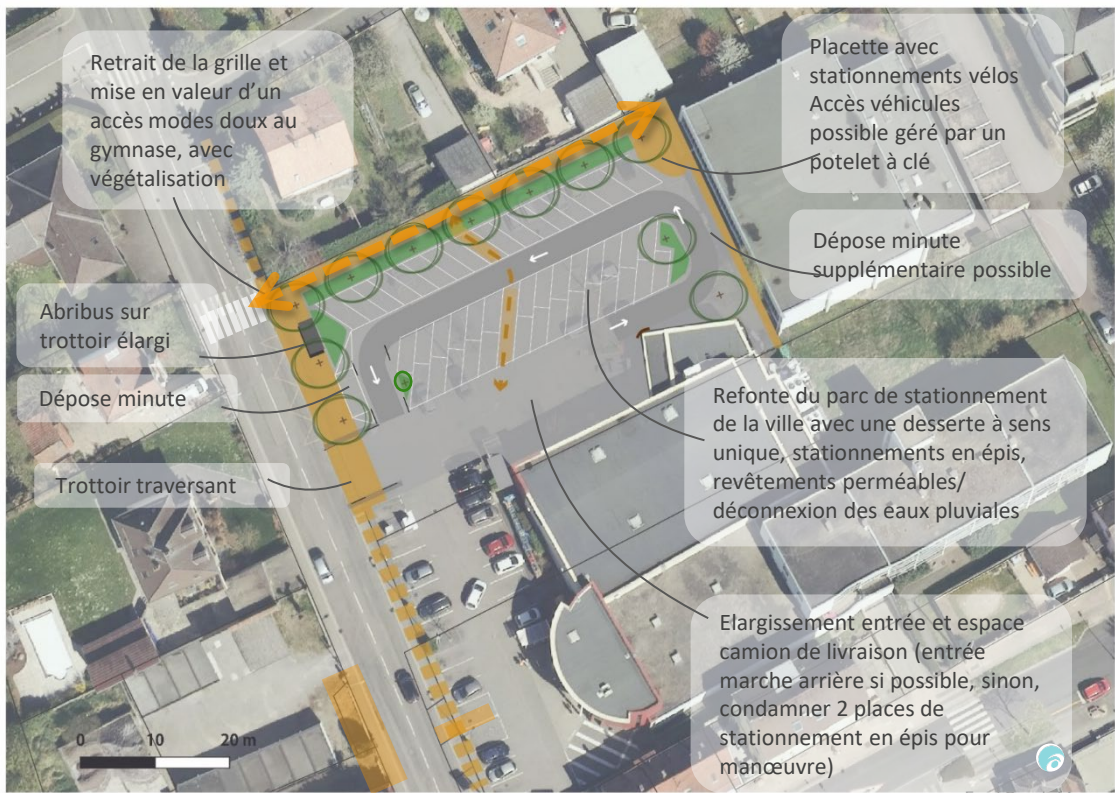 Retrait de la grille et
mise en valeur d'un
accès modes doux au
gymnase, avec
végétalisation
Placette avec
stationnements vélos
Accès véhicules
possible géré par un
potelet à clé
Dépose minute
supplémentaire possible
Abribus sur
trottoir élargi
Dépose minute
Trottoir traversant
Refonte du parc de stationnement
de la ville avec une desserte à sens
unique, stationnements en épis,
revêtements perméables/
déconnexion des eaux pluviales
Elargissement entrée et espace
camion de livraison (entrée
marche arrière si possible, sinon,
condamner 2 places de
stationnement en épis pour
manœuvre)
0 10 20 m